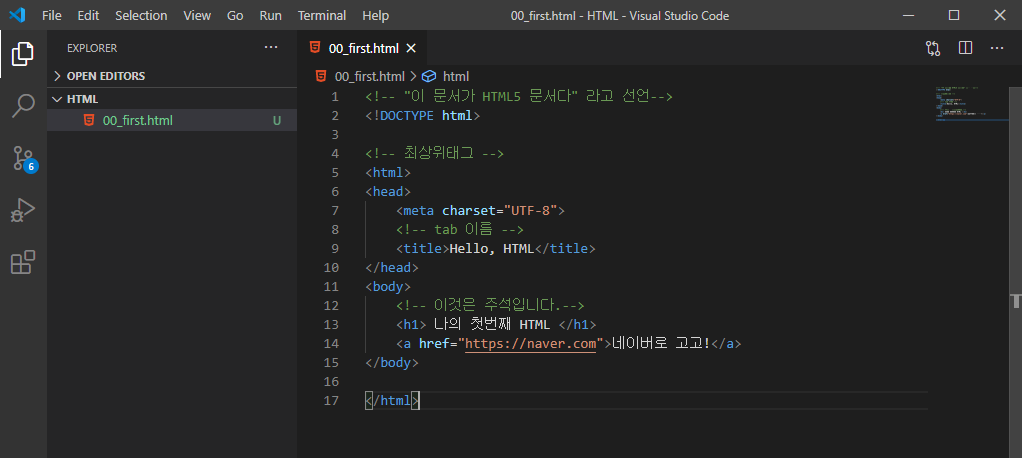 File Edit Selection View Go Run Terminal Help 00_first.html - HTML - Visual Studio Code
EXPLORER
OPEN EDITORS
HTML
00_first.html U
6
00_first.html
00_first.html > html
1 <!-- "이 문서가 HTML5 문서다" 라고 선언-->
2 <!DOCTYPE html>
3
4 <!-- 최상위태그 -->
5 <html>
6 <head>
7 <meta charset="UTF-8">
8 <!-- tab 이름 -->
9 <title>Hello, HTML</title>
10 </head>
11 <body>
12 <!-- 이것은 주석입니다.-->
13 <h1> 나의 첫번째 HTML </h1>
14 <a href="https://naver.com">네이버로 고고!</a>
15 </body>
16
17 </html>